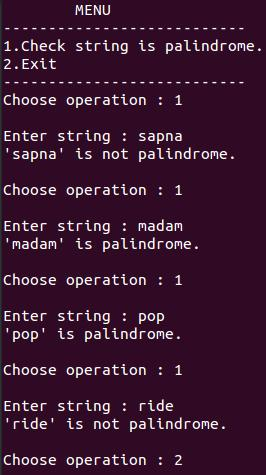 MENU
---------------------------
1.Check string is palindrome.
2.Exit
---------------------------
Choose operation : 1
Enter string : sapna
'sapna' is not palindrome.
Choose operation : 1
Enter string : madam
'madam' is palindrome.
Choose operation : 1
Enter string : pop
'pop' is palindrome.
Choose operation : 1
Enter string : ride
'ride' is not palindrome.
Choose operation : 2